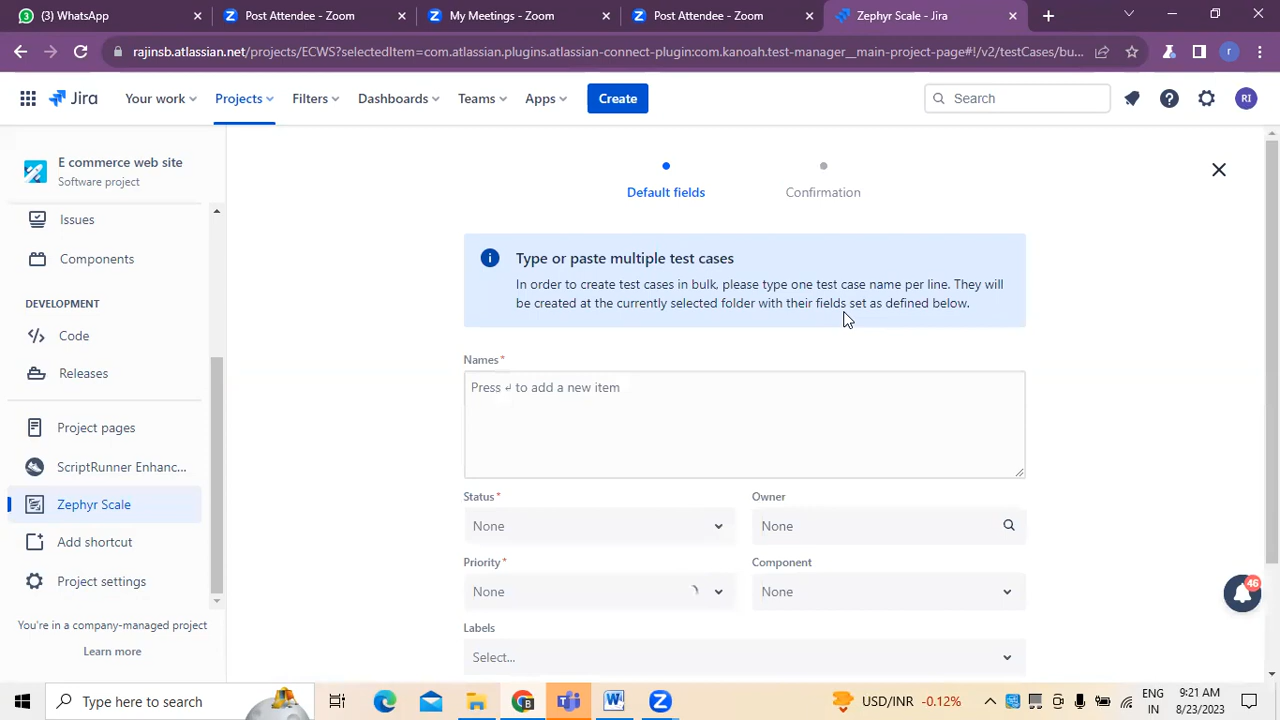 (3) WhatsApp
Post Attendee - Zoom
My Meetings - Zoom
Post Attendee - Zoom
Zephyr Scale - Jira
rajinsb.atlassian.net/projects/ECWS?selectedItem=com.atlassian.plugins.atlassian-connect-plugin:com.kanoah.test-manager__main-project-page#!/v2/testCases/bu...
r
Jira
Your work
Projects
Filters
Dashboards
Teams
Apps
Create
Search
RI
E commerce web site
Software project
Issues
Components
DEVELOPMENT
Code
Releases
Project pages
ScriptRunner Enhanc...
Zephyr Scale
Add shortcut
Project settings
You're in a company-managed project
Learn more
Default fields
Confirmation
Type or paste multiple test cases
In order to create test cases in bulk, please type one test case name per line. They will
be created at the currently selected folder with their fields set as defined below.
Names*
Press ↵ to add a new item
Status*
Owner
None
None
Priority*
Component
None
None
Labels
Select...
46
Type here to search
USD/INR -0.12%
ENG
IN
9:21 AM
8/23/2023